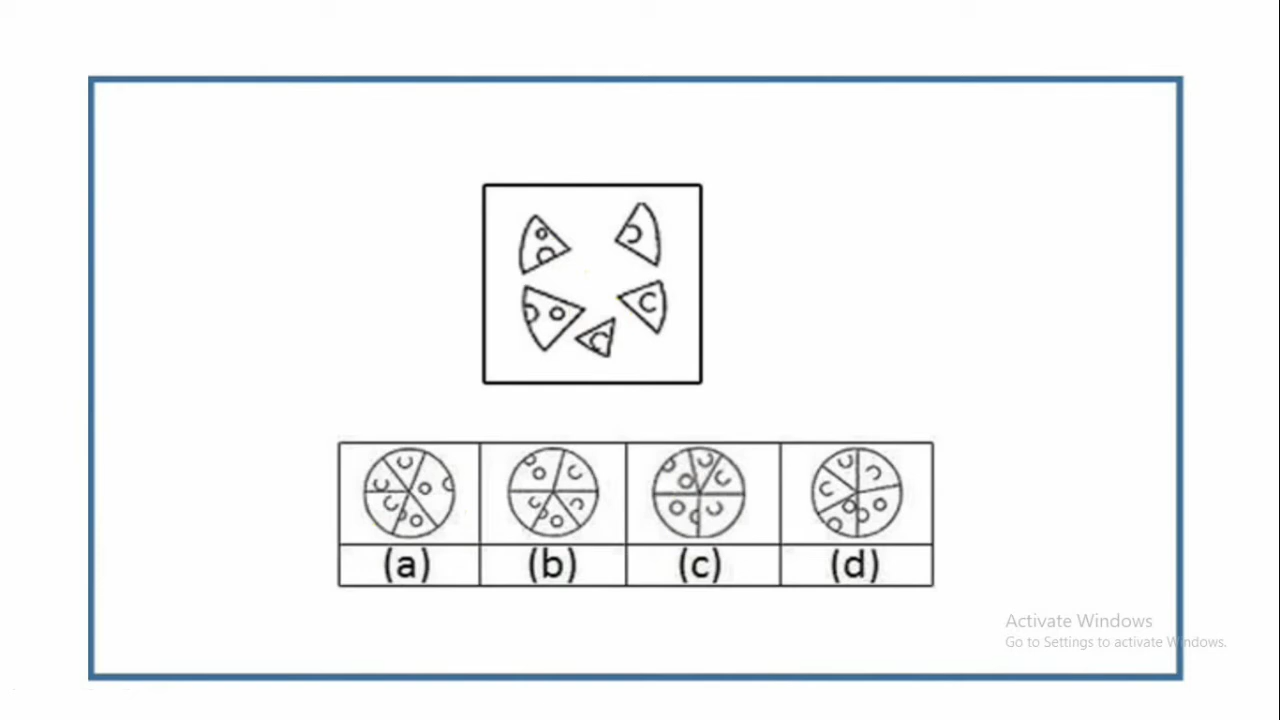 (a) (b) (c) (d)
Activate Windows
Go to Settings to activate Windows.